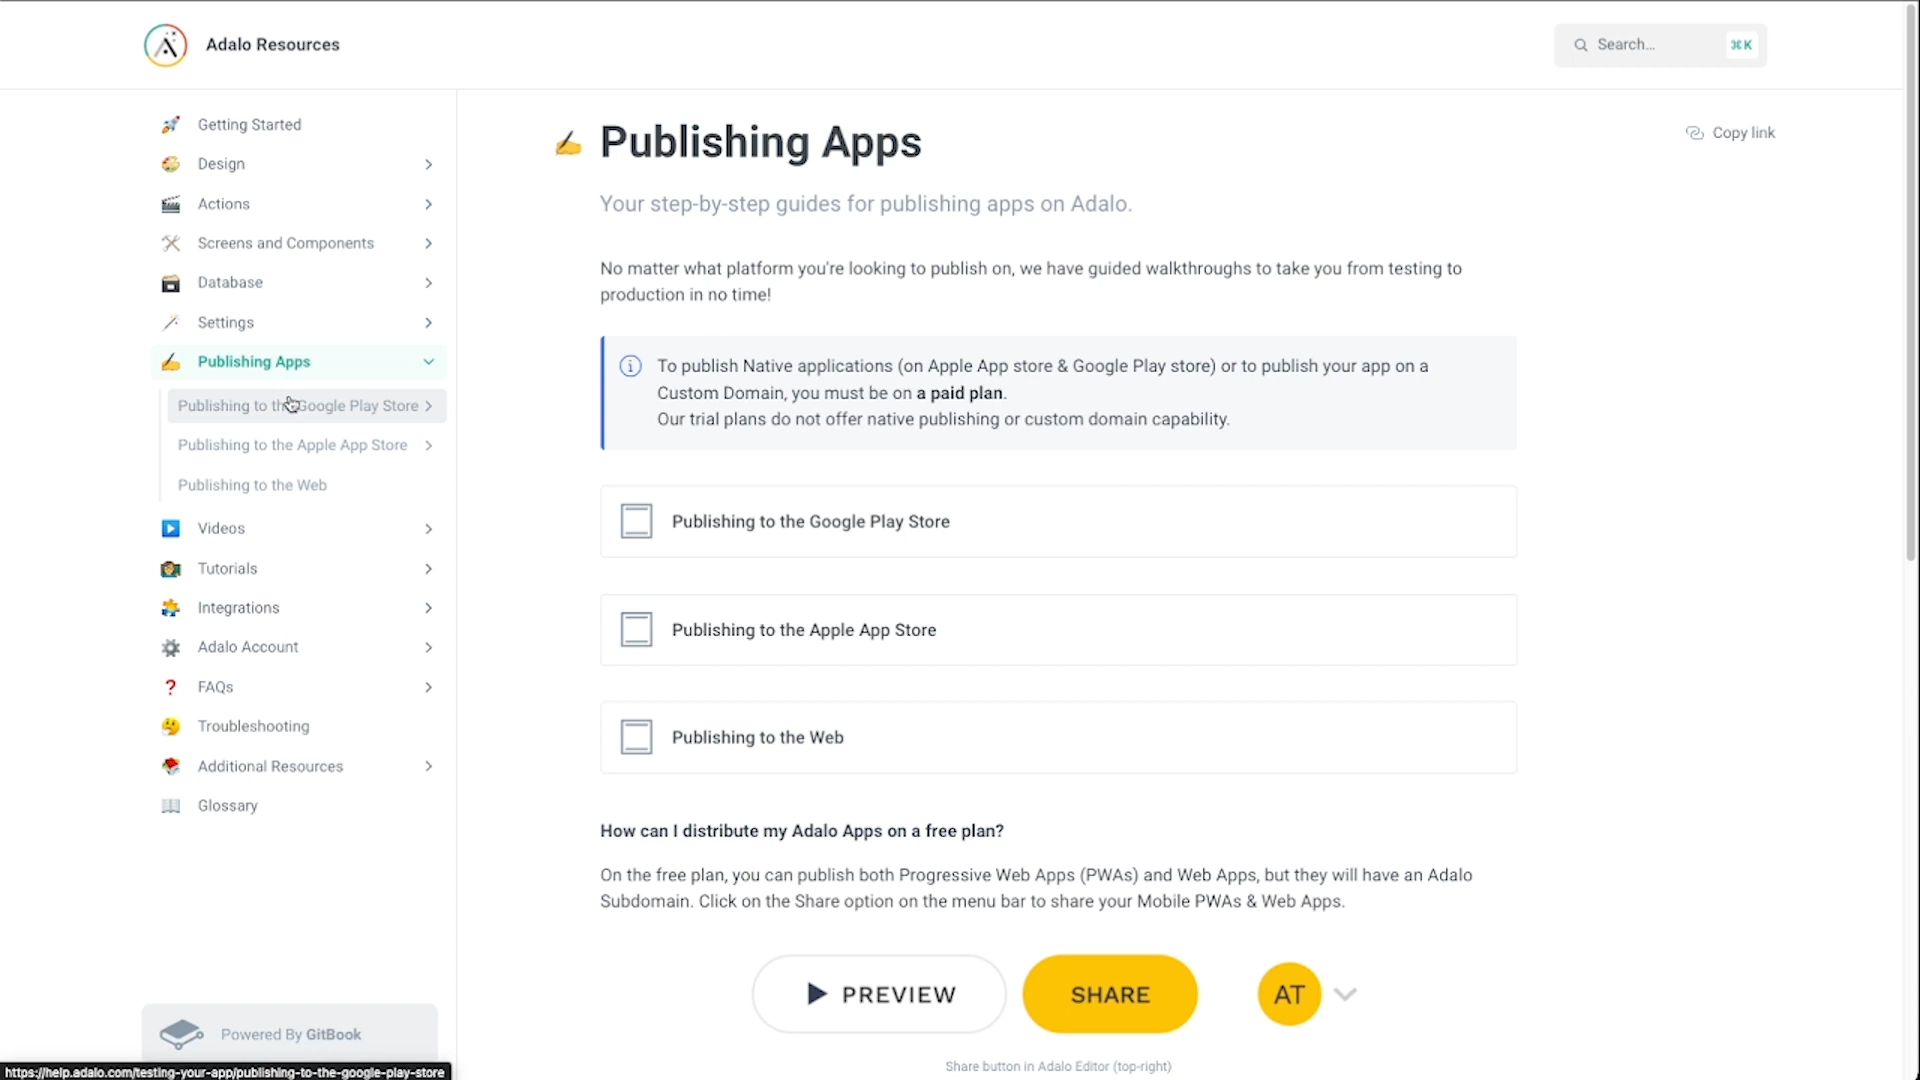 Adalo Resources
Search...
⌘K
Getting Started
Design
Actions
Screens and Components
Database
Settings
Publishing Apps
Publishing to the Google Play Store
Publishing to the Apple App Store
Publishing to the Web
Videos
Tutorials
Integrations
Adalo Account
FAQs
Troubleshooting
Additional Resources
Glossary
Powered By GitBook
https://help.adalo.com/testing-your-app/publishing-to-the-google-play-store
Publishing Apps
Copy link
Your step-by-step guides for publishing apps on Adalo.
No matter what platform you're looking to publish on, we have guided walkthroughs to take you from testing to
production in no time!
To publish Native applications (on Apple App store & Google Play store) or to publish your app on a
Custom Domain, you must be on a paid plan.
Our trial plans do not offer native publishing or custom domain capability.
Publishing to the Google Play Store
Publishing to the Apple App Store
Publishing to the Web
How can I distribute my Adalo Apps on a free plan?
On the free plan, you can publish both Progressive Web Apps (PWAs) and Web Apps, but they will have an Adalo
Subdomain. Click on the Share option on the menu bar to share your Mobile PWAs & Web Apps.
PREVIEW
SHARE
AT
Share button in Adalo Editor (top-right)